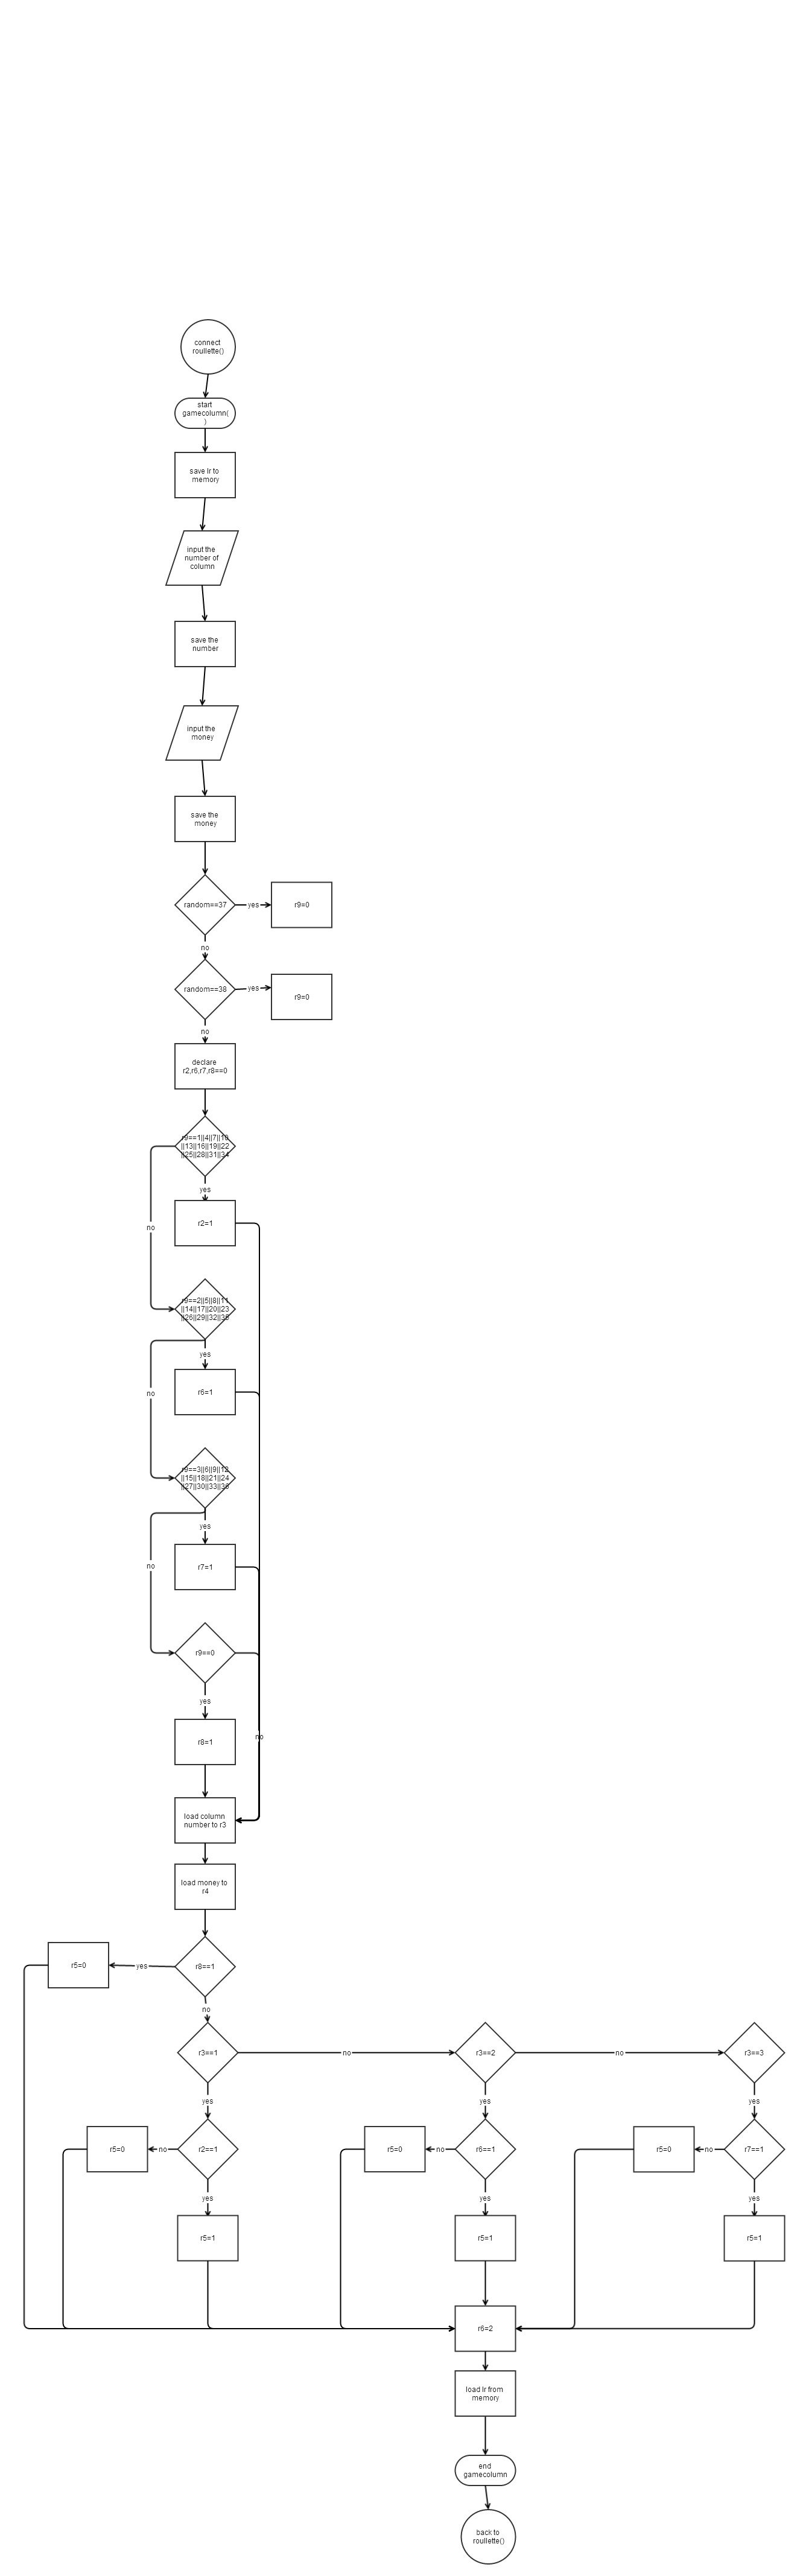 connect
roullette()
start
gamecolumn(
)
save lr to
memory
input the
number of
column
save the
number
input the
money
save the
money
random==37
yes
r9=0
no
random==38
yes
r9=0
no
declare
r2,r6,r7,r8==0
r9==1||4||7||10
||13||16||19||22
||25||28||31||34
yes
no
r2=1
r9==2||5||8||11
||14||17||20||23
||26||29||32||35
yes
no
r6=1
r9==3||6||9||12
||15||18||21||24
||27||30||33||36
yes
no
r7=1
r9==0
yes
no
r8=1
load column
number to r3
load money to
r4
r8==1
yes
r5=0
no
r3==1
no
r3==2
no
r3==3
yes
yes
yes
r5=0
no
r2==1
r5=0
no
r6==1
r5=0
no
r7==1
yes
yes
yes
r5=1
r5=1
r5=1
r6=2
load lr from
memory
end
gamecolumn
back to
roullette()